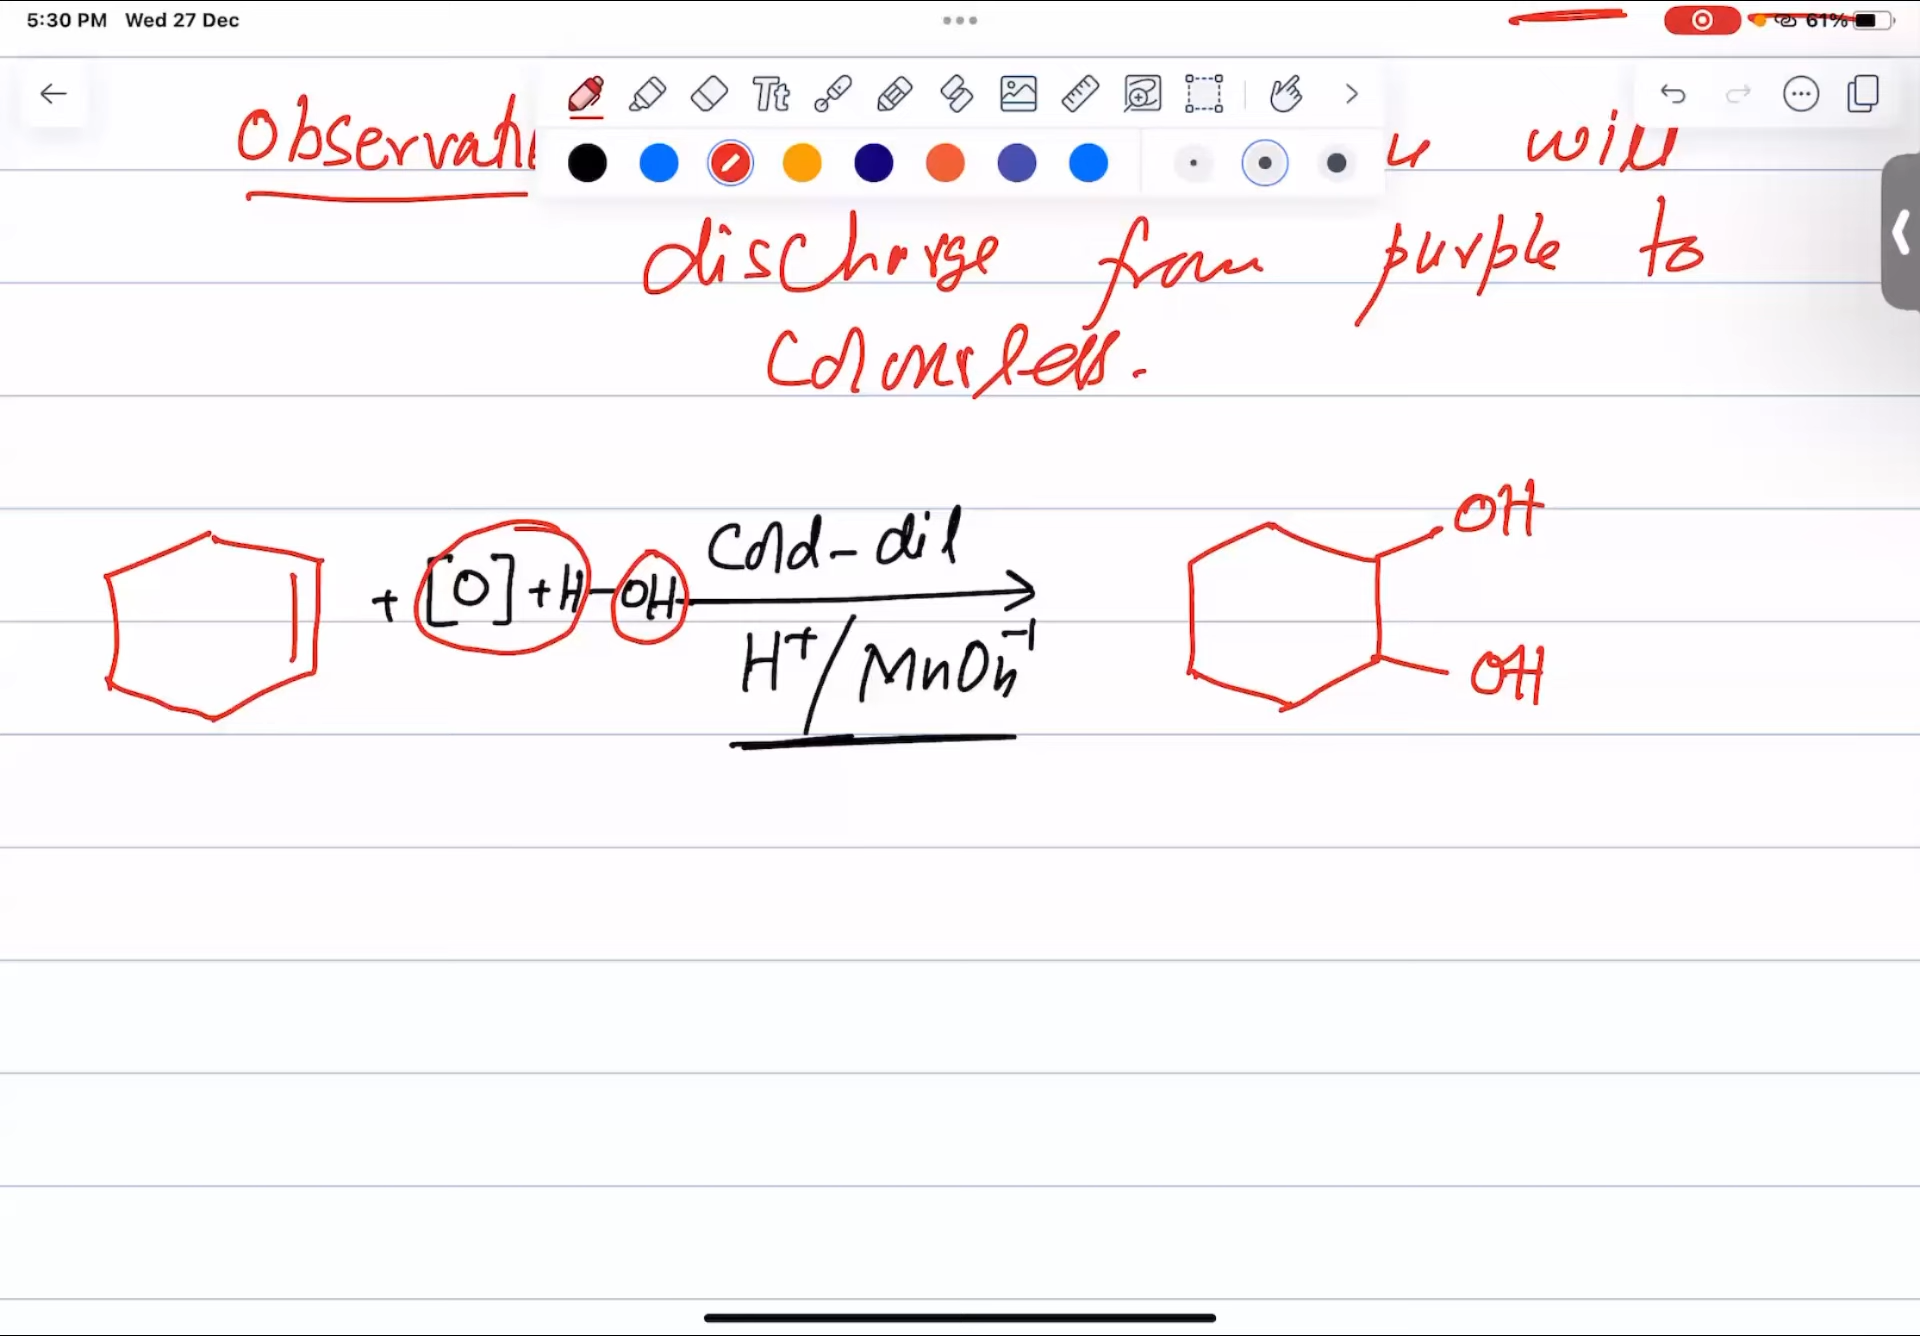 5:30 PM Wed 27 Dec
61%
Tt
Observati will
discharge from purple to
Colourless.
+ [O] + H-OH Cold-dil
H+/MnO4-1
OH
OH